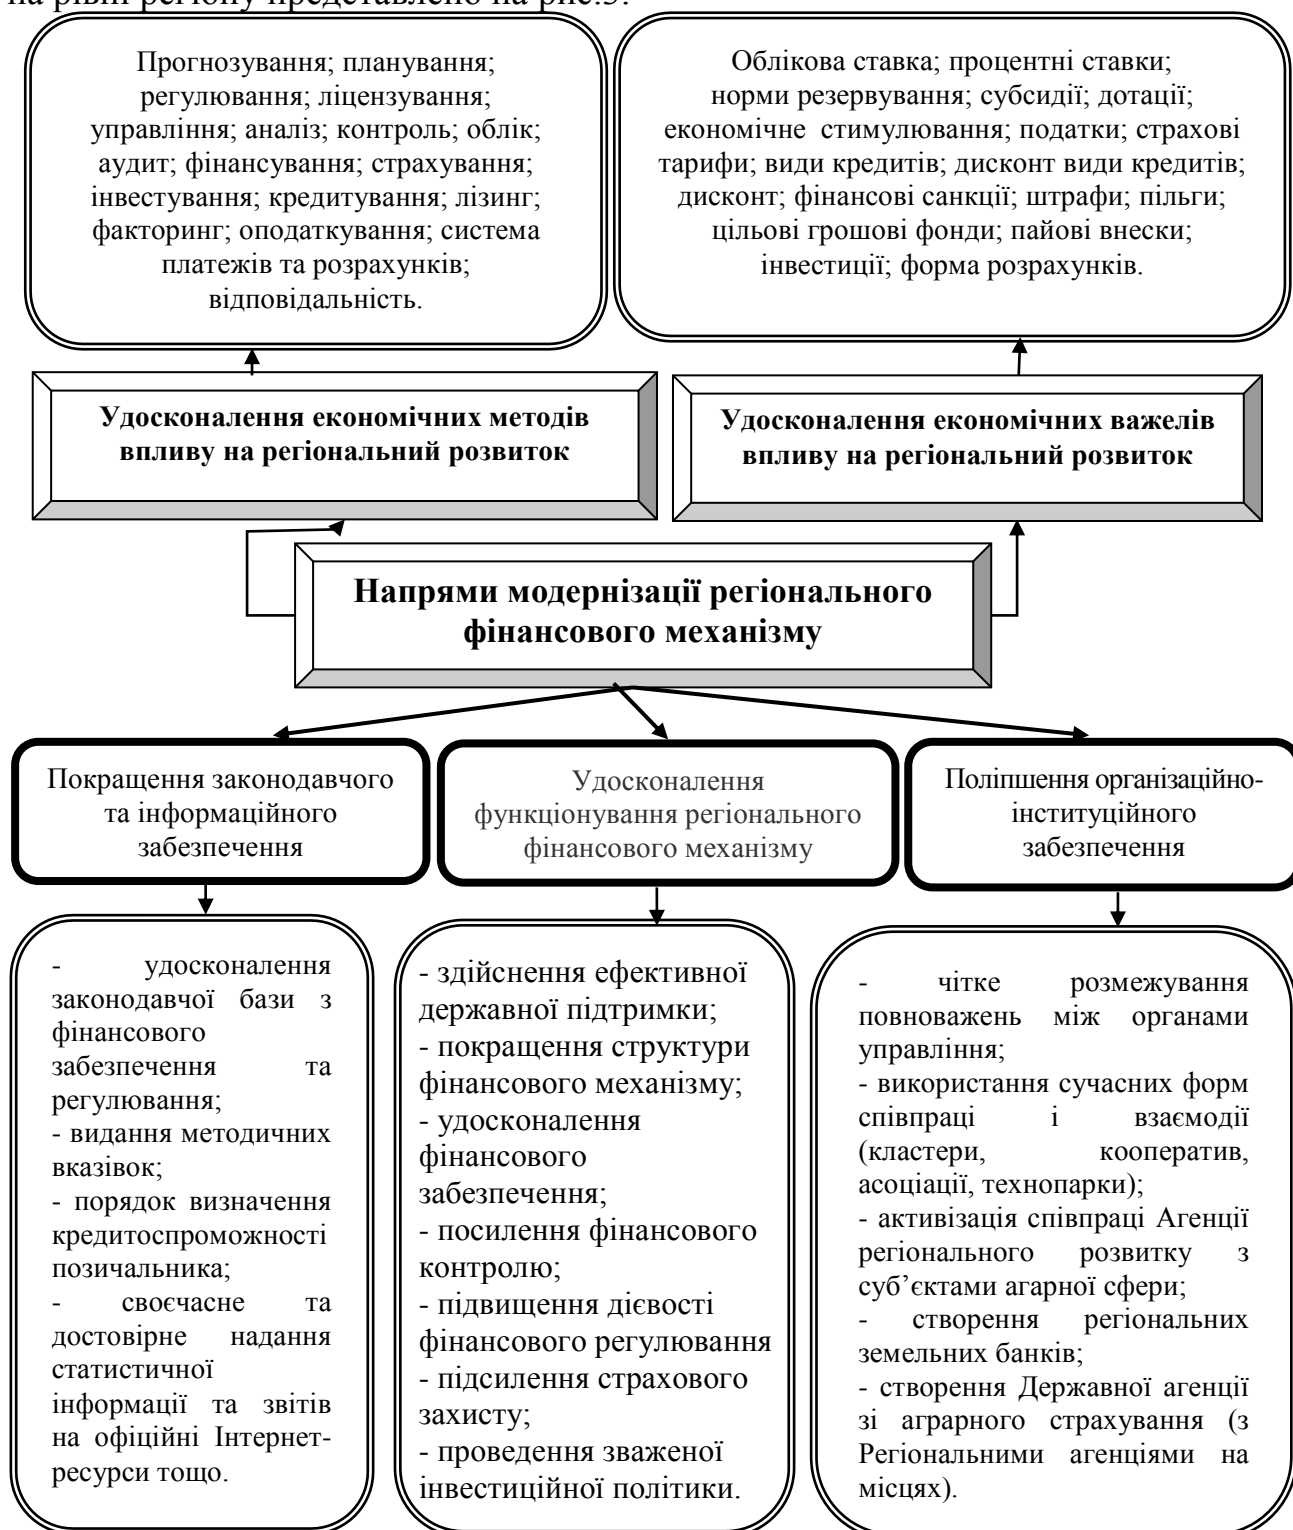 на рівні регіону представлено на рис.3.
Прогнозування; планування;
регулювання; ліцензування;
управління; аналіз; контроль; облік;
аудит; фінансування; страхування;
інвестування; кредитування; лізинг;
факторинг; оподаткування; система
платежів та розрахунків;
відповідальність.
Облікова ставка; процентні ставки;
норми резервування; субсидії; дотації;
економічне стимулювання; податки; страхові
тарифи; види кредитів; дисконт види кредитів;
дисконт; фінансові санкції; штрафи; пільги;
цільові грошові фонди; пайові внески;
інвестиції; форма розрахунків.
Удосконалення економічних методів
впливу на регіональний розвиток
Удосконалення економічних важелів
впливу на регіональний розвиток
Напрями модернізації регіонального
фінансового механізму
Покращення законодавчого
та інформаційного
забезпечення
Удосконалення
функціонування регіонального
фінансового механізму
Поліпшення організаційно-
інституційного
забезпечення
- удосконалення
законодавчої бази з
фінансового
забезпечення та
регулювання;
- видання методичних
вказівок;
- порядок визначення
кредитоспроможності
позичальника;
- своєчасне та
достовірне надання
статистичної
інформації та звітів
на офіційні Інтернет-
ресурси тощо.
- здійснення ефективної
державної підтримки;
- покращення структури
фінансового механізму;
- удосконалення
фінансового
забезпечення;
- посилення фінансового
контролю;
- підвищення дієвості
фінансового регулювання
- підсилення страхового
захисту;
- проведення зваженої
інвестиційної політики.
- чітке розмежування
повноважень між органами
управління;
- використання сучасних форм
співпраці і взаємодії
(кластери, кооператив,
асоціації, технопарки);
- активізація співпраці Агенції
регіонального розвитку з
суб’єктами агарної сфери;
- створення регіональних
земельних банків;
- створення Державної агенції
зі аграрного страхування (з
Регіональними агенціями на
місцях).